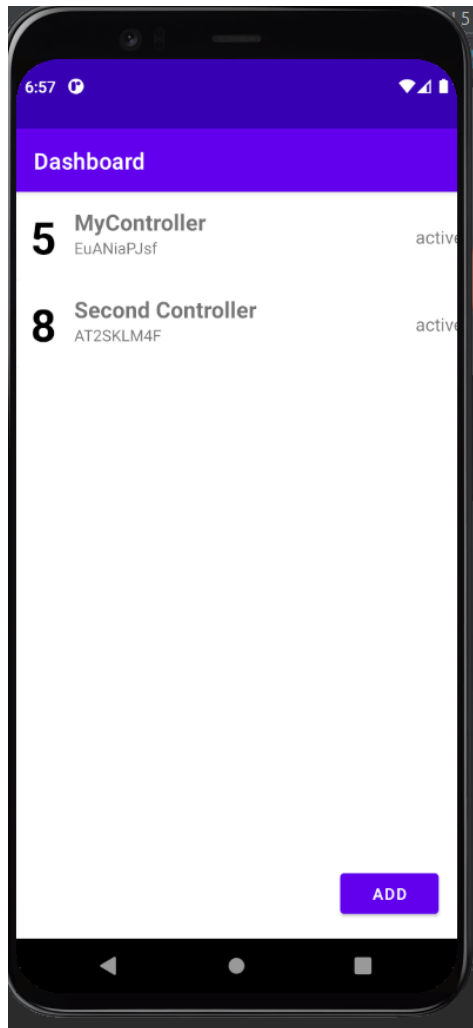 6:57
Dashboard
5 MyController
EuANiaPJsf
active
8 Second Controller
AT2SKLM4F
active
ADD